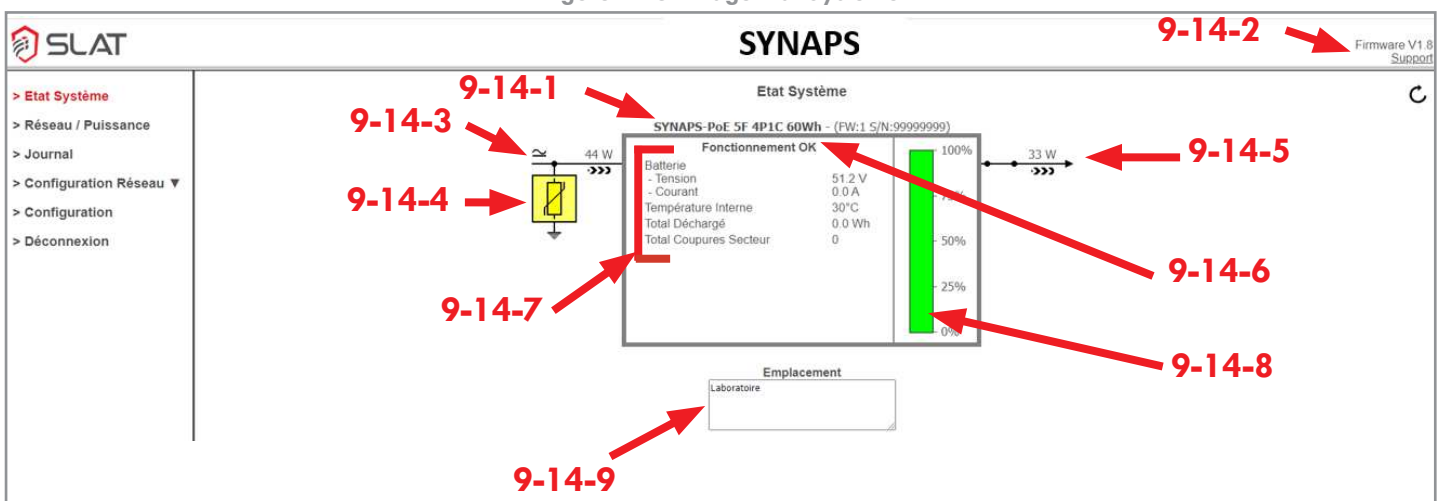 SLAT
SYNAPS
9-14-2
Firmware V1.8
Support
> Etat Système
> Réseau / Puissance
> Journal
> Configuration Réseau ▼
> Configuration
> Déconnexion
9-14-1
Etat Système
9-14-3
SYNAPS-PoE 5F 4P1C 60Wh - (FW:1 S/N:99999999)
44 W
Fonctionnement OK
100%
33 W
9-14-5
Batterie
- Tension 51.2 V
- Courant 0.0 A
Température Interne 30°C
Total Déchargé 0.0 Wh
Total Coupures Secteur 0
50%
25%
0%
9-14-4
9-14-6
9-14-7
9-14-8
Emplacement
Laboratoire
9-14-9